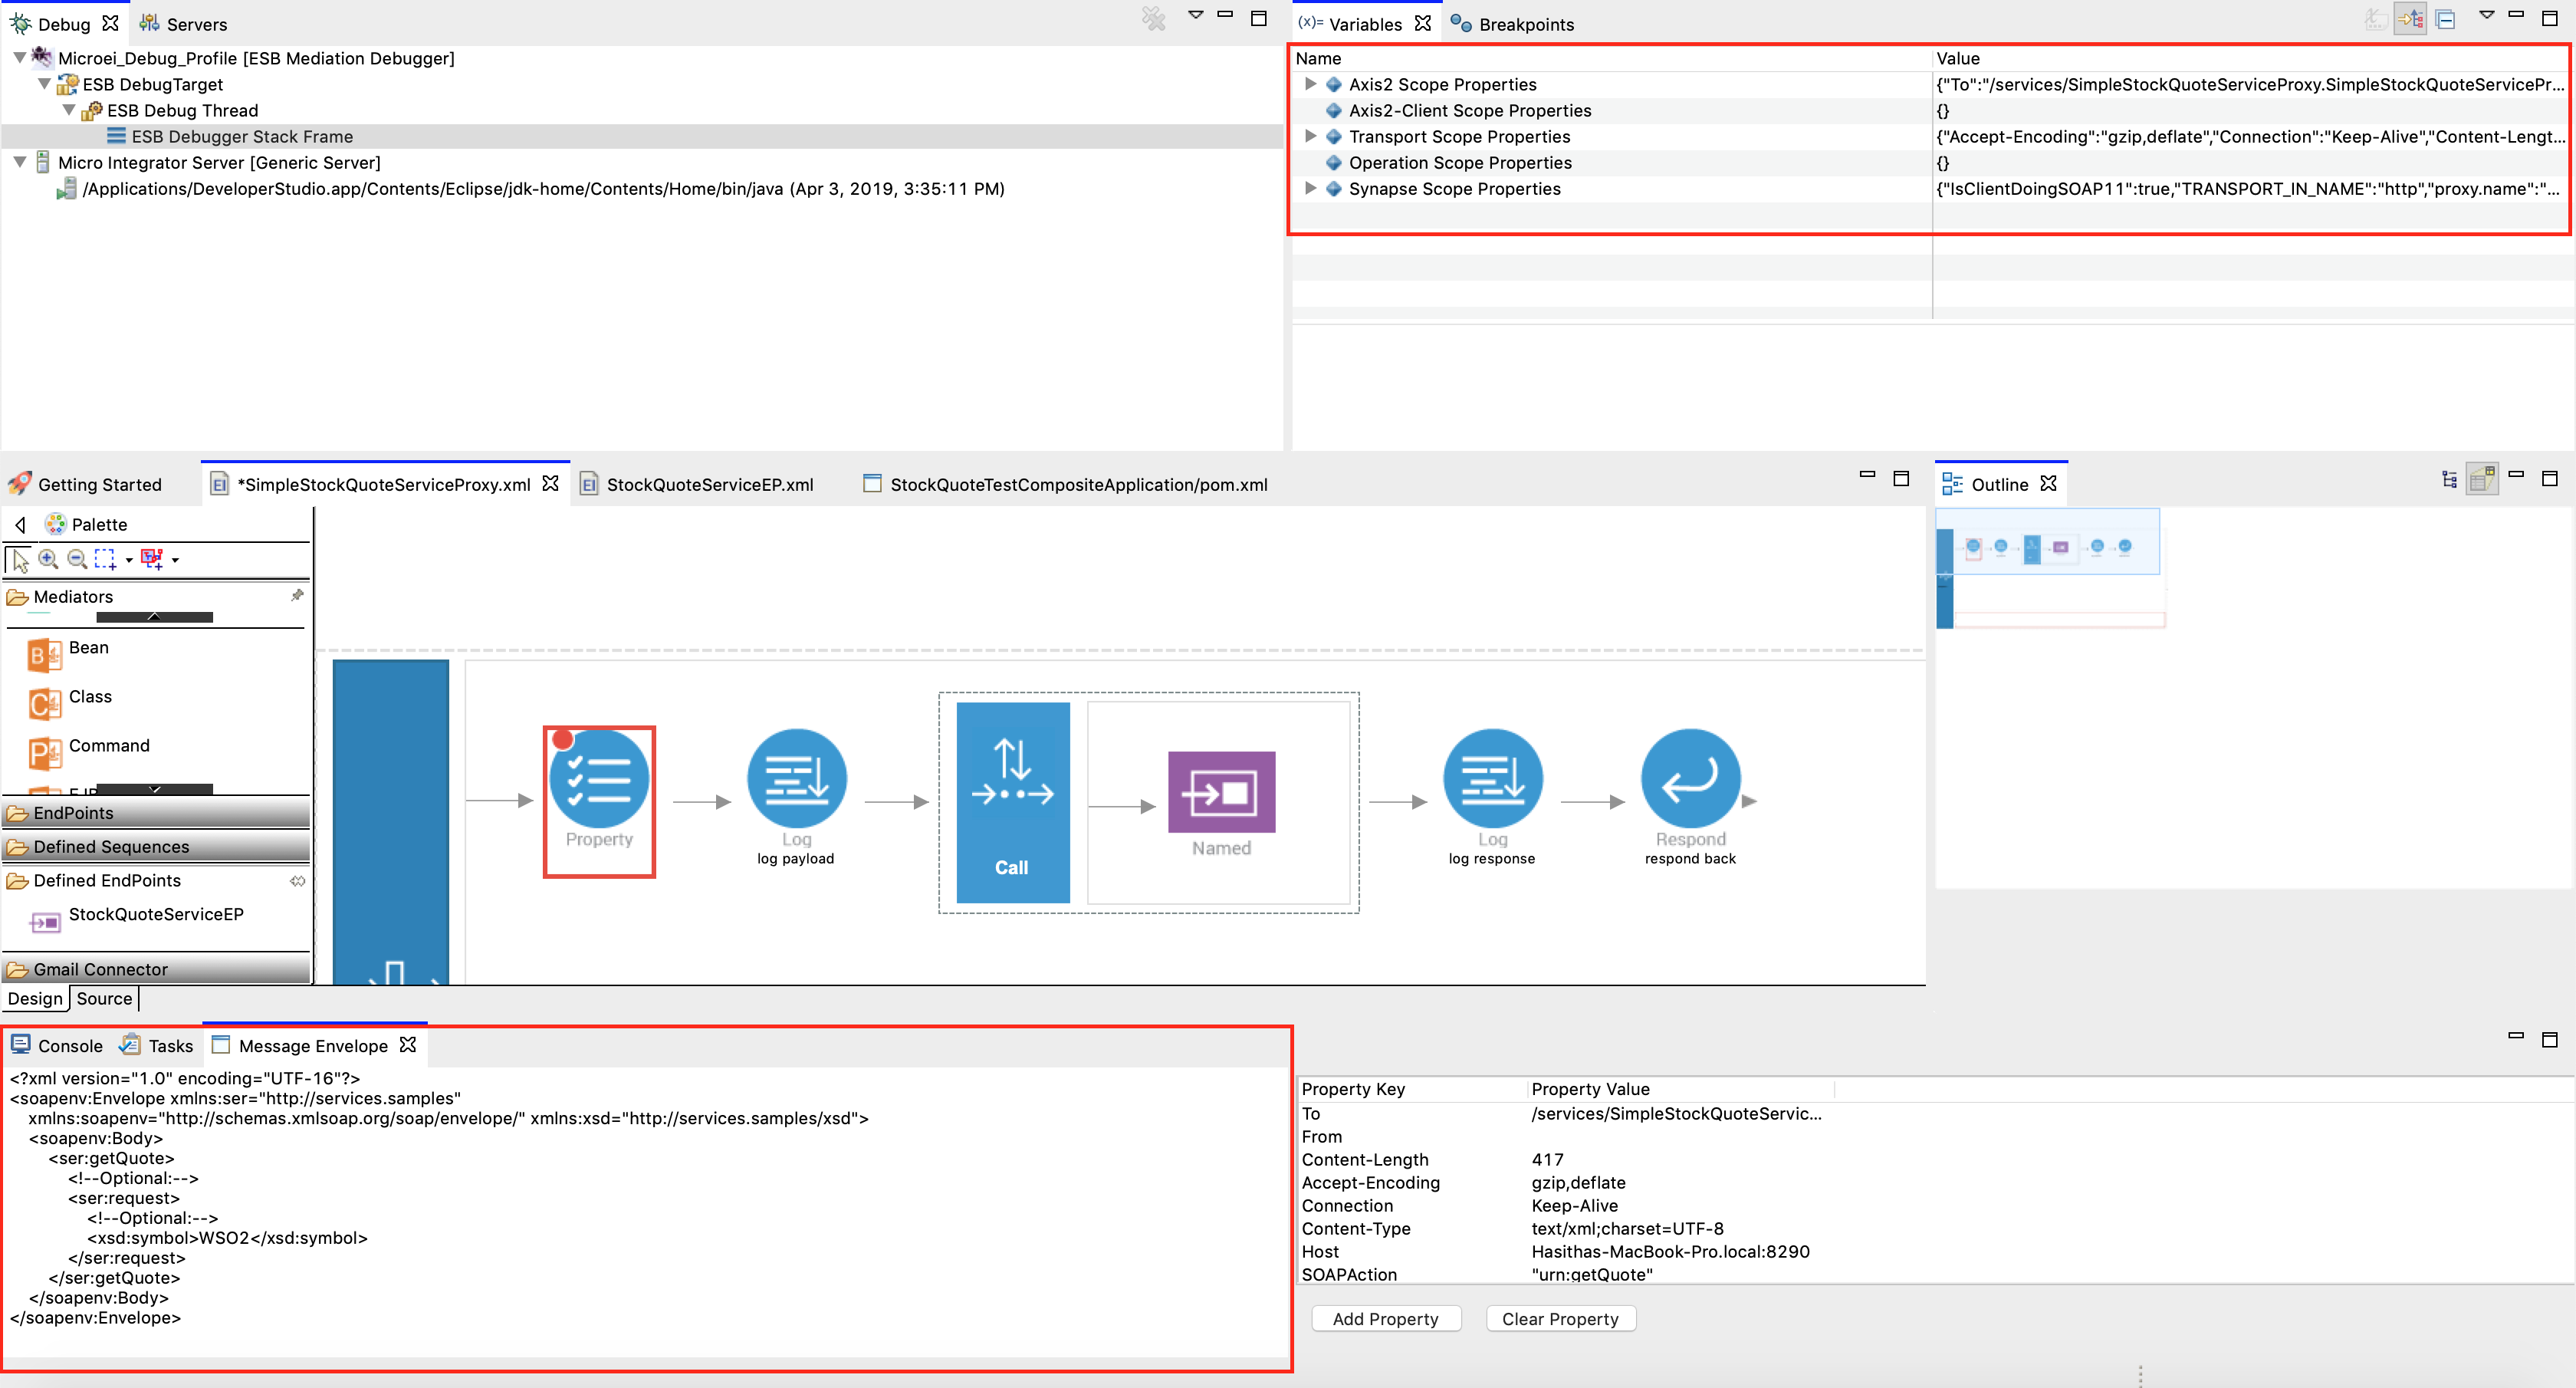 Debug
Servers
Microei_Debug_Profile [ESB Mediation Debugger]
ESB DebugTarget
ESB Debug Thread
ESB Debugger Stack Frame
Micro Integrator Server [Generic Server]
/Applications/DeveloperStudio.app/Contents/Eclipse/jdk-home/Contents/Home/bin/java (Apr 3, 2019, 3:35:11 PM)
(x)= Variables
Breakpoints
Name Value
Axis2 Scope Properties {"To":"/services/SimpleStockQuoteServiceProxy.SimpleStockQuoteServicePr...
Axis2-Client Scope Properties {}
Transport Scope Properties {"Accept-Encoding":"gzip,deflate","Connection":"Keep-Alive","Content-Lengt...
Operation Scope Properties {}
Synapse Scope Properties {"IsClientDoingSOAP11":true,"TRANSPORT_IN_NAME":"http","proxy.name":"...
Getting Started
*SimpleStockQuoteServiceProxy.xml
StockQuoteServiceEP.xml
StockQuoteTestCompositeApplication/pom.xml
Outline
Palette
Mediators
Bean
Class
Command
EndPoints
Defined Sequences
Defined EndPoints
StockQuoteServiceEP
Gmail Connector
Design Source
Property
Log
log payload
Call
Named
Log
log response
Respond
respond back
Console
Tasks
Message Envelope
<?xml version="1.0" encoding="UTF-16"?>
<soapenv:Envelope xmlns:ser="http://services.samples"
xmlns:soapenv="http://schemas.xmlsoap.org/soap/envelope/" xmlns:xsd="http://services.samples/xsd">
<soapenv:Body>
<ser:getQuote>
<!--Optional:-->
<ser:request>
<!--Optional:-->
<xsd:symbol>WSO2</xsd:symbol>
</ser:request>
</ser:getQuote>
</soapenv:Body>
</soapenv:Envelope>
Property Key Property Value
To /services/SimpleStockQuoteServic...
From
Content-Length 417
Accept-Encoding gzip,deflate
Connection Keep-Alive
Content-Type text/xml;charset=UTF-8
Host Hasithas-MacBook-Pro.local:8290
SOAPAction "urn:getQuote"
Add Property
Clear Property